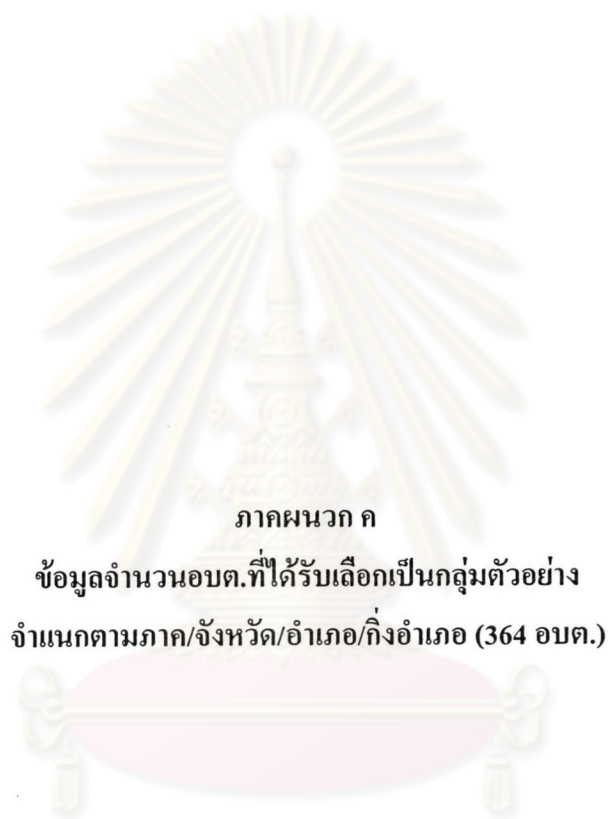 ภาคผนวก ค
ข้อมูลจำนวนอบต.ที่ได้รับเลือกเป็นกลุ่มตัวอย่าง
จำแนกตามภาค/จังหวัด/อำเภอ/กิ่งอำเภอ (364 อบต.)